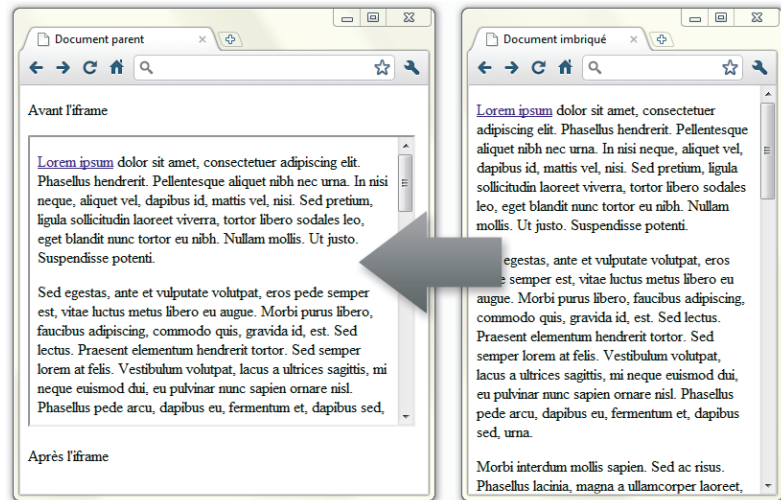 Document parent
Avant l'iframe
Lorem ipsum dolor sit amet, consectetuer adipiscing elit.
Phasellus hendrerit. Pellentesque aliquet nibh nec urna. In nisi
neque, aliquet vel, dapibus id, mattis vel, nisi. Sed pretium,
ligula sollicitudin laoreet viverra, tortor libero sodales leo,
eget blandit nunc tortor eu nibh. Nullam mollis. Ut justo.
Suspendisse potenti.
Sed egestas, ante et vulputate volutpat, eros pede semper
est, vitae luctus metus libero eu augue. Morbi purus libero,
faucibus adipiscing, commodo quis, gravida id, est. Sed
lectus. Praesent elementum hendrerit tortor. Sed semper
lorem at felis. Vestibulum volutpat, lacus a ultrices sagittis, mi
neque euismod dui, eu pulvinar nunc sapien ornare nisl.
Phasellus pede arcu, dapibus eu, fermentum et, dapibus sed,
Après l'iframe
Document imbriqué
Lorem ipsum dolor sit amet, consectetuer
adipiscing elit. Phasellus hendrerit. Pellentesque
aliquet nibh nec urna. In nisi neque, aliquet vel,
dapibus id, mattis vel, nisi. Sed pretium, ligula
sollicitudin laoreet viverra, tortor libero sodales
leo, eget blandit nunc tortor eu nibh. Nullam
mollis. Ut justo. Suspendisse potenti.
egestas, ante et vulputate volutpat, eros
semper est, vitae luctus metus libero eu
augue. Morbi purus libero, faucibus adipiscing,
commodo quis, gravida id, est. Sed lectus.
Praesent elementum hendrerit tortor. Sed
semper lorem at felis. Vestibulum volutpat,
lacus a ultrices sagittis, mi neque euismod dui,
eu pulvinar nunc sapien ornare nisl. Phasellus
pede arcu, dapibus eu, fermentum et, dapibus
sed, urna.
Morbi interdum mollis sapien. Sed ac risus.
Phasellus lacinia, magna a ullamcorper laoreet,